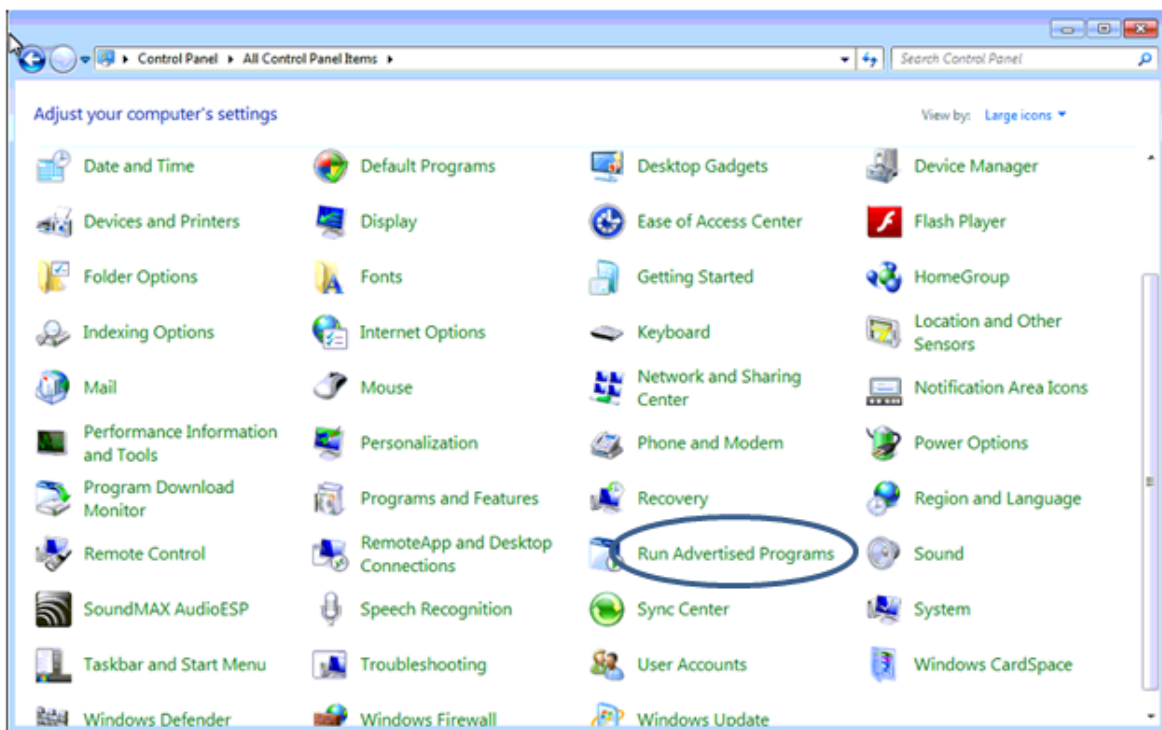 Control Panel ▸ All Control Panel Items ▸ Search Control Panel
Adjust your computer's settings View by: Large icons
Date and Time Default Programs Desktop Gadgets Device Manager
Devices and Printers Display Ease of Access Center Flash Player
Folder Options Fonts Getting Started HomeGroup
Indexing Options Internet Options Keyboard Location and Other
Sensors
Mail Mouse Network and Sharing
Center Notification Area Icons
Performance Information
and Tools Personalization Phone and Modem Power Options
Program Download
Monitor Programs and Features Recovery Region and Language
Remote Control RemoteApp and Desktop
Connections Run Advertised Programs Sound
SoundMAX AudioESP Speech Recognition Sync Center System
Taskbar and Start Menu Troubleshooting User Accounts Windows CardSpace
Windows Defender Windows Firewall Windows Update